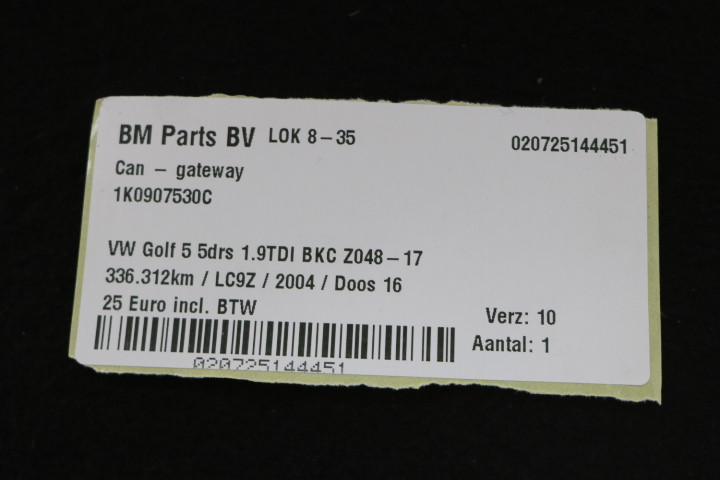 BM Parts BV LOK 8-35 020725144451
Can - gateway
1K0907530C
VW Golf 5 5drs 1.9TDI BKC Z048-17
336.312km / LC9Z / 2004 / Doos 16
25 Euro incl. BTW Verz: 10
Aantal: 1
020725144451